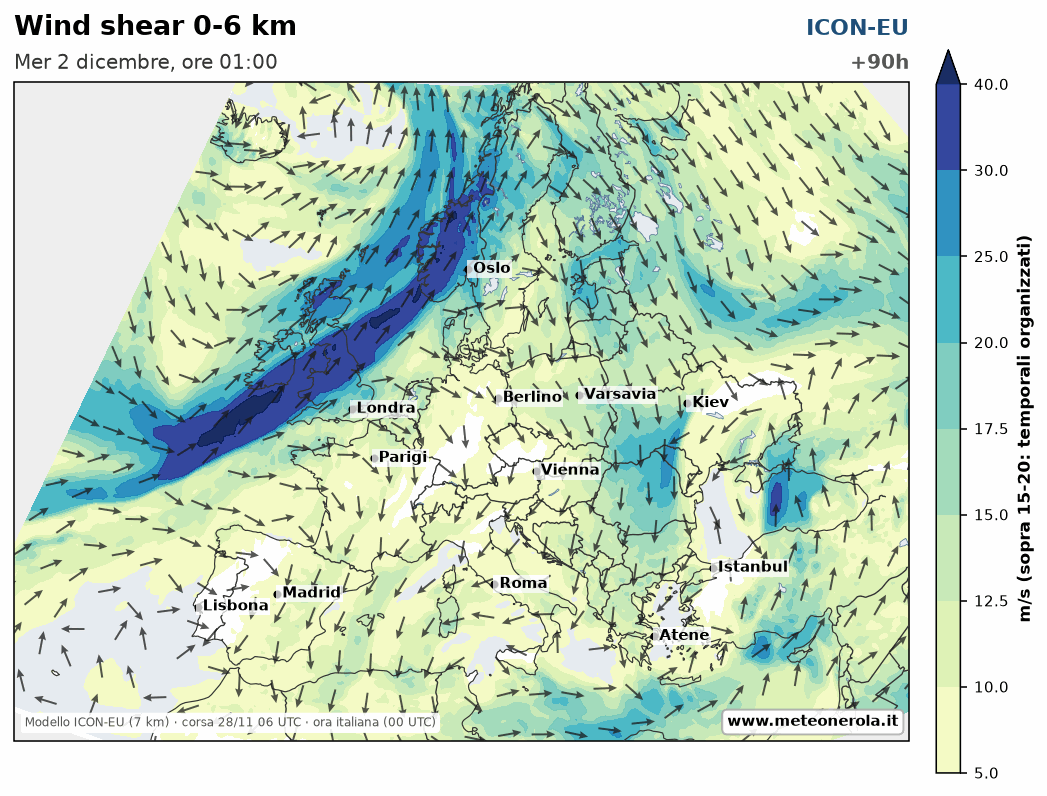 Wind shear 0-6 km
ICON-EU
Mer 2 dicembre, ore 01:00
+90h
40.0
30.0
25.0
20.0
17.5
15.0
12.5
10.0
5.0
m/s (sopra 15-20: temporali organizzati)
Oslo
Londra
Berlino
Varsavia
Kiev
Parigi
Vienna
Istanbul
Roma
Madrid
Lisbona
Atene
Modello ICON-EU (7 km) · corsa 28/11 06 UTC · ora italiana (00 UTC)
www.meteonerola.it